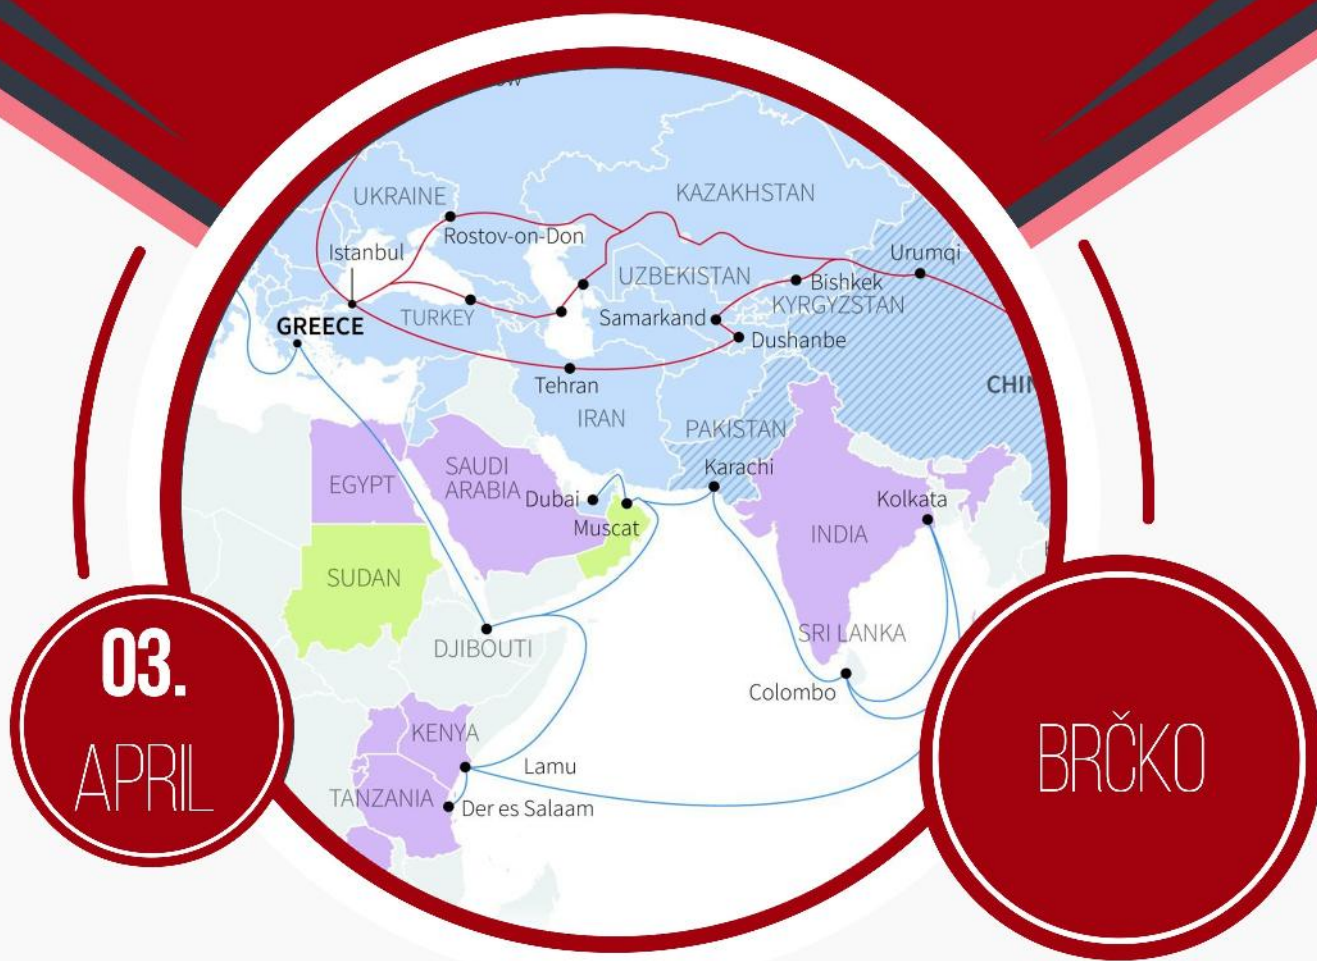 UKRAINE
KAZAKHSTAN
Rostov-on-Don
Istanbul
Urumqi
UZBEKISTAN
Bishkek
KYRGYZSTAN
GREECE
TURKEY
Samarkand
Dushanbe
Tehran
IRAN
PAKISTAN
Karachi
SAUDI
ARABIA
EGYPT
Dubai
Muscat
Kolkata
INDIA
SUDAN
SRI LANKA
DJIBOUTI
Colombo
KENYA
Lamu
TANZANIA
Der es Salaam
03.
APRIL
BRČKO